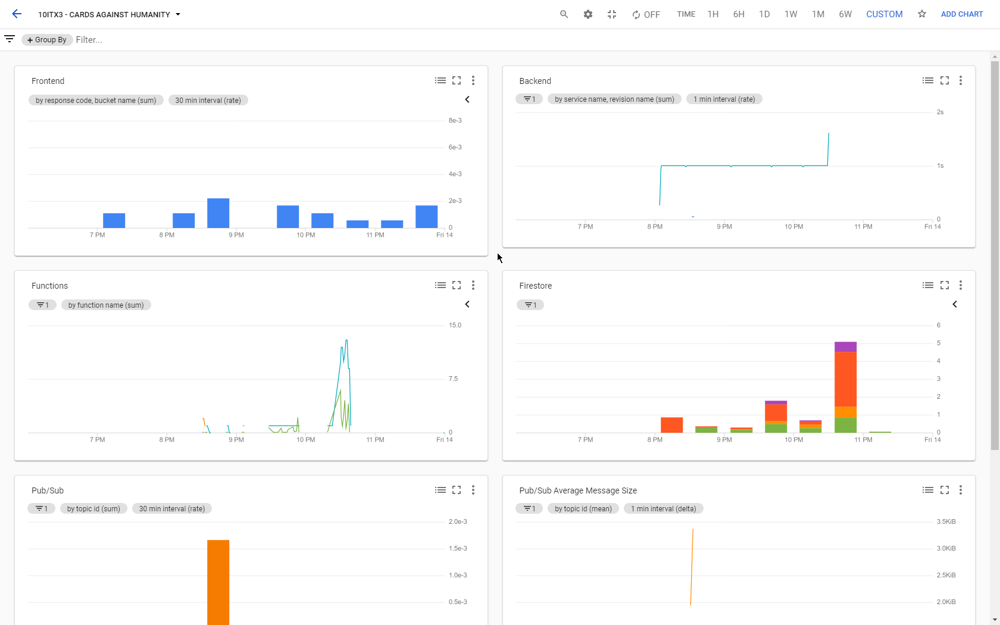 10ITX3 - CARDS AGAINST HUMANITY OFF TIME 1H 6H 1D 1W 1M 6W CUSTOM ADD CHART
+ Group By Filter...
Frontend
by response code, bucket name (sum) 30 min interval (rate)
8e-3
6e-3
4e-3
2e-3
0
7 PM 8 PM 9 PM 10 PM 11 PM Fri 14
Backend
1 by service name, revision name (sum) 1 min interval (rate)
2s
1s
0
7 PM 8 PM 9 PM 10 PM 11 PM Fri 14
Functions
1 by function name (sum)
15.0
7.5
0
7 PM 8 PM 9 PM 10 PM 11 PM Fri 14
Firestore
1
6
5
4
3
2
1
0
7 PM 8 PM 9 PM 10 PM 11 PM Fri 14
Pub/Sub
1 by topic id (sum) 30 min interval (rate)
2.0e-3
1.5e-3
1.0e-3
0.5e-3
Pub/Sub Average Message Size
1 by topic id (mean) 1 min interval (delta)
3.5KiB
3.0KiB
2.5KiB
2.0KiB